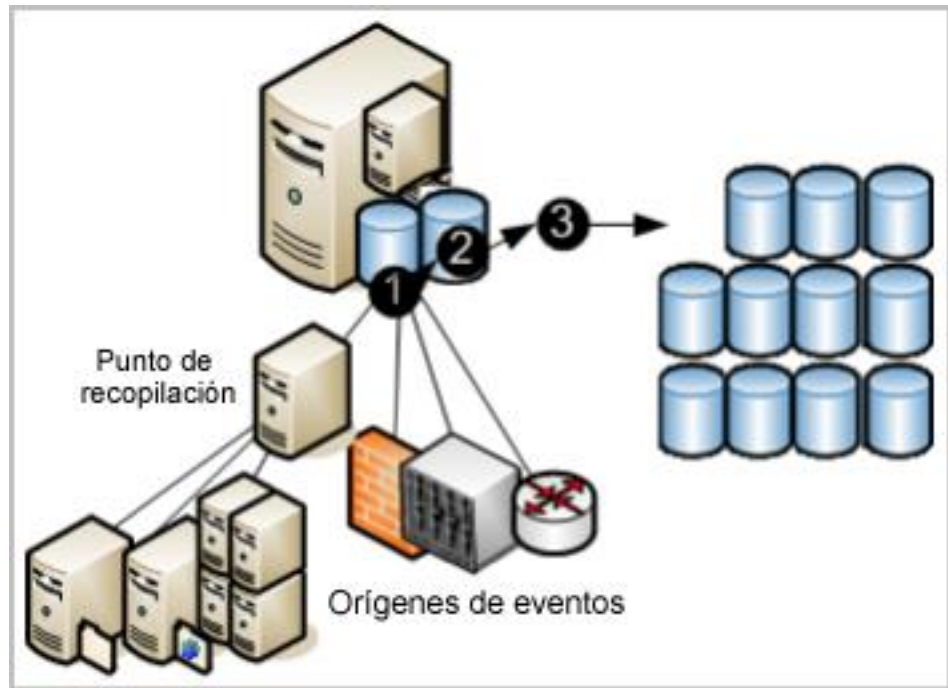 1
2
3
Punto de
recopilación
Orígenes de eventos